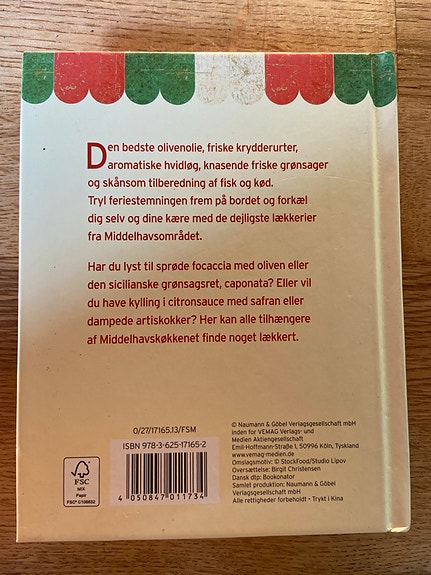 Den bedste olivenolie, friske krydderurter,
aromatiske hvidløg, knasende friske grønsager
og skånsom tilberedning af fisk og kød.
Tryl feriestemningen frem på bordet og forkæl
dig selv og dine kære med de dejligste lækkerier
fra Middelhavsområdet.
Har du lyst til sprøde focaccia med oliven eller
den sicilianske grønsagsret, caponata? Eller vil
du have kylling i citronsauce med safran eller
dampede artiskokker? Her kan alle tilhængere
af Middelhavskøkkenet finde noget lækkert.
0/27/17165.13/FSM
ISBN 978-3-625-17165-2
4 050847 011734
FSC
MIX
Papir
FSC® C106632
© Naumann & Göbel Verlagsgesellschaft mbH
inden for VEMAG Verlags- und
Medien Aktiengesellschaft
Emil-Hoffmann-Straße 1, 50996 Köln, Tyskland
www.vemag-medien.de
Omslagsmotiv: © StockFood/Studio Lipov
Oversættelse: Birgit Christensen
Dansk dtp: Bookonator
Samlet produktion: Naumann & Göbel
Verlagsgesellschaft mbH
Alle rettigheder forbeholdt • Trykt i Kina